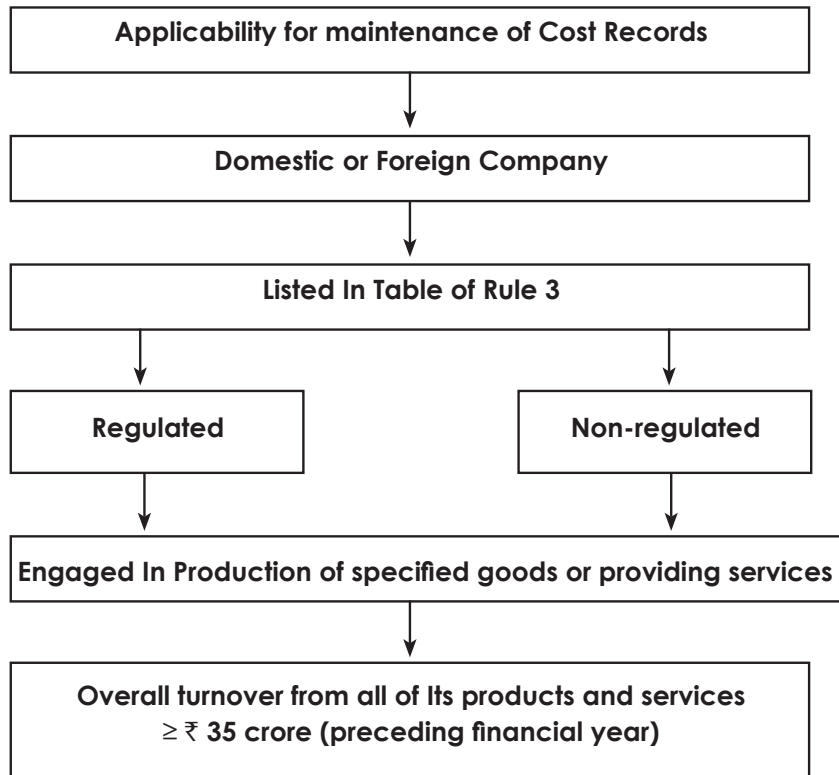 Applicability for maintenance of Cost Records
Domestic or Foreign Company
Listed In Table of Rule 3
Regulated
Non-regulated
Engaged In Production of specified goods or providing services
Overall turnover from all of Its products and services
≥ ₹ 35 crore (preceding financial year)